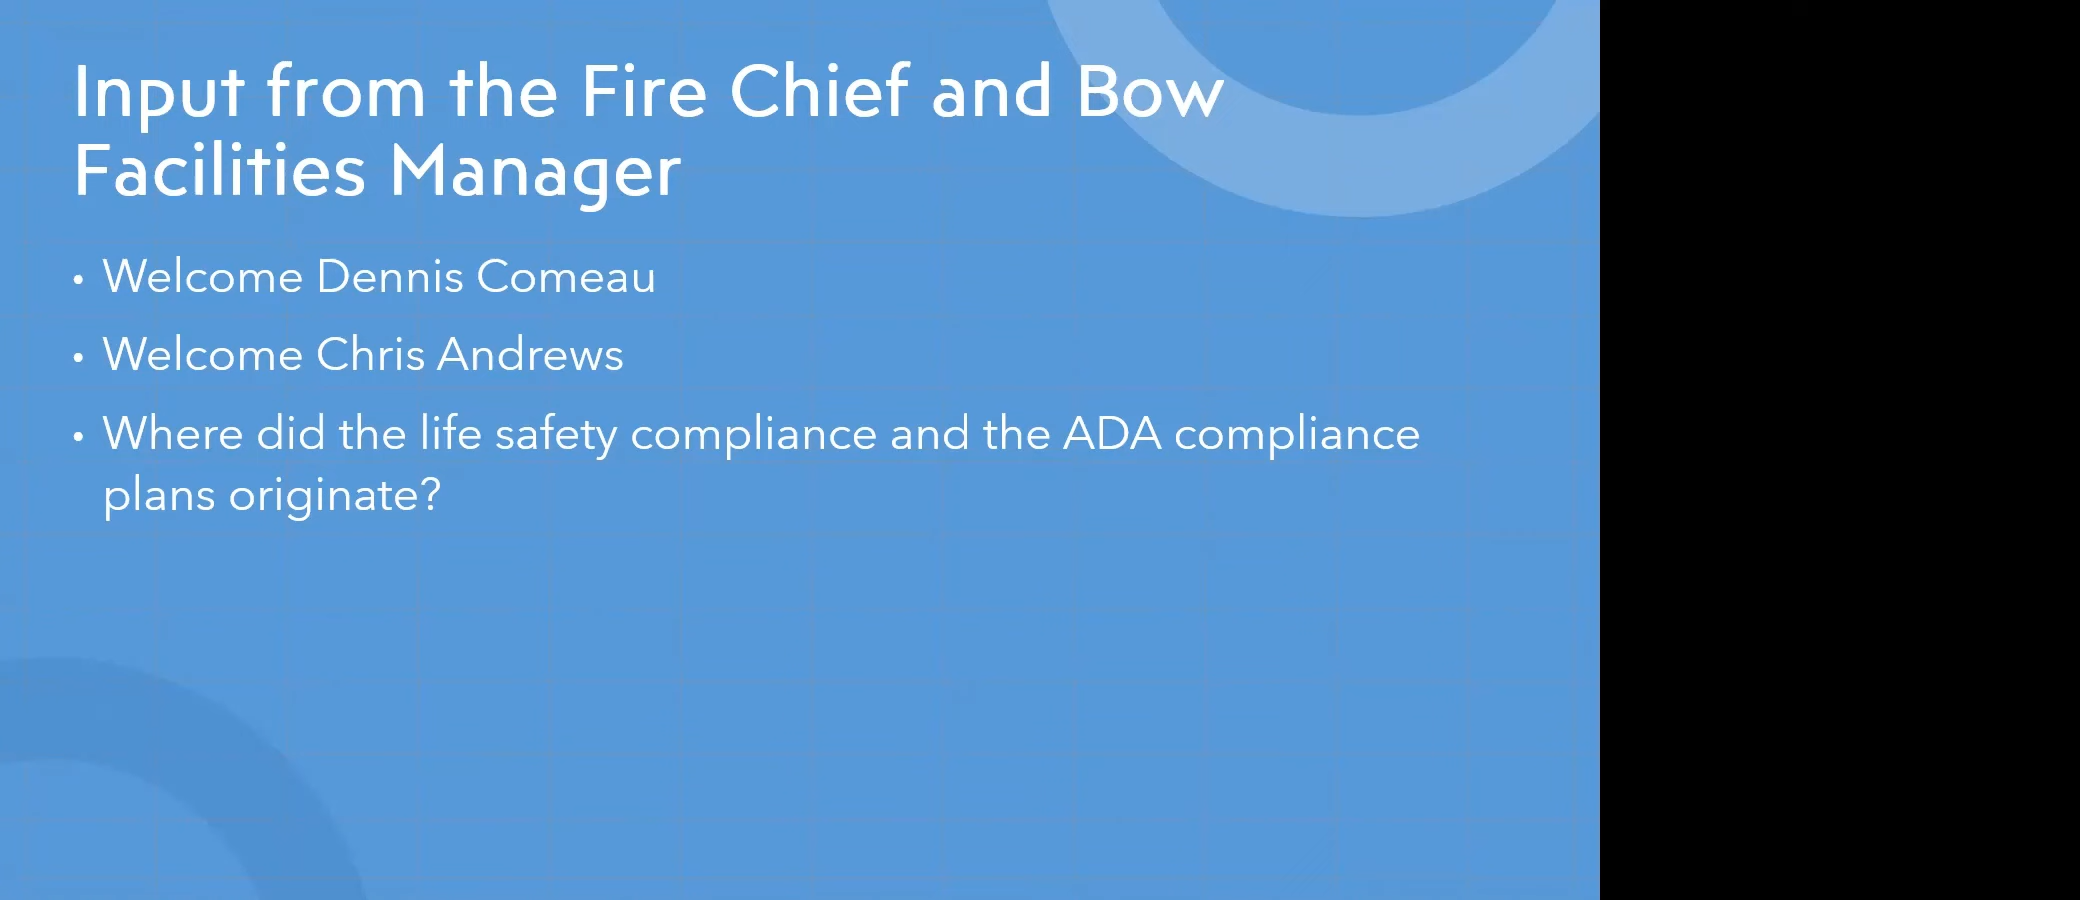 Input from the Fire Chief and Bow
Facilities Manager
• Welcome Dennis Comeau
• Welcome Chris Andrews
• Where did the life safety compliance and the ADA compliance
plans originate?